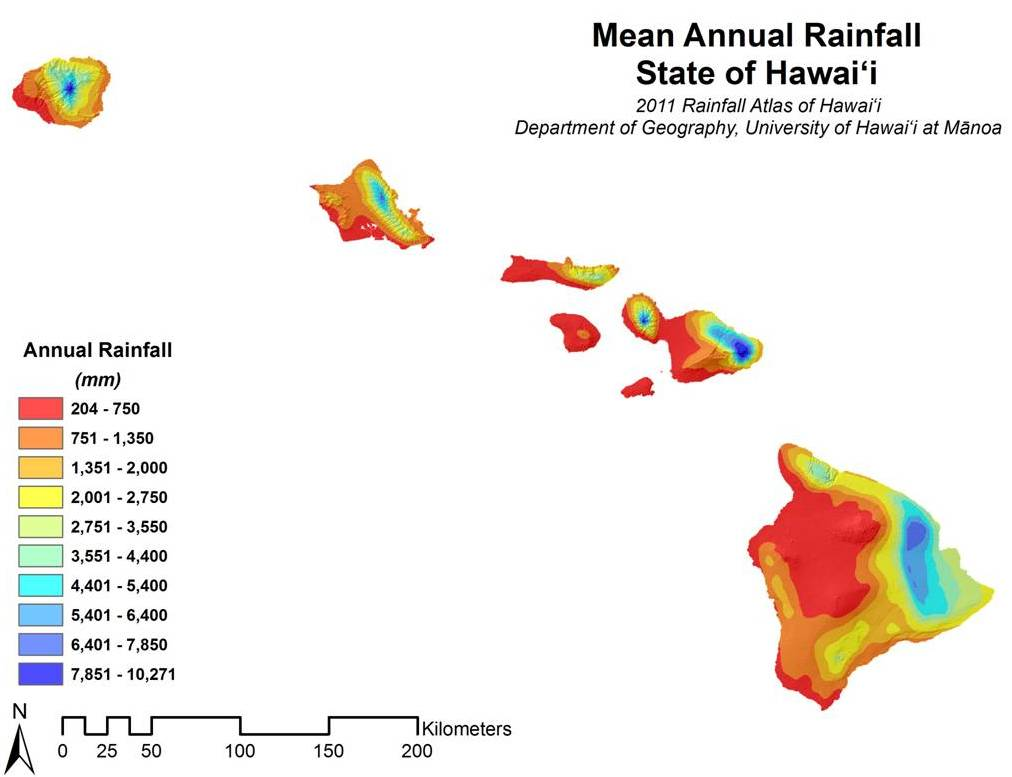 Mean Annual Rainfall
State of Hawai‘i
2011 Rainfall Atlas of Hawai‘i
Department of Geography, University of Hawai‘i at Mānoa
Annual Rainfall
(mm)
204 - 750
751 - 1,350
1,351 - 2,000
2,001 - 2,750
2,751 - 3,550
3,551 - 4,400
4,401 - 5,400
5,401 - 6,400
6,401 - 7,850
7,851 - 10,271
N
Kilometers
0 25 50 100 150 200